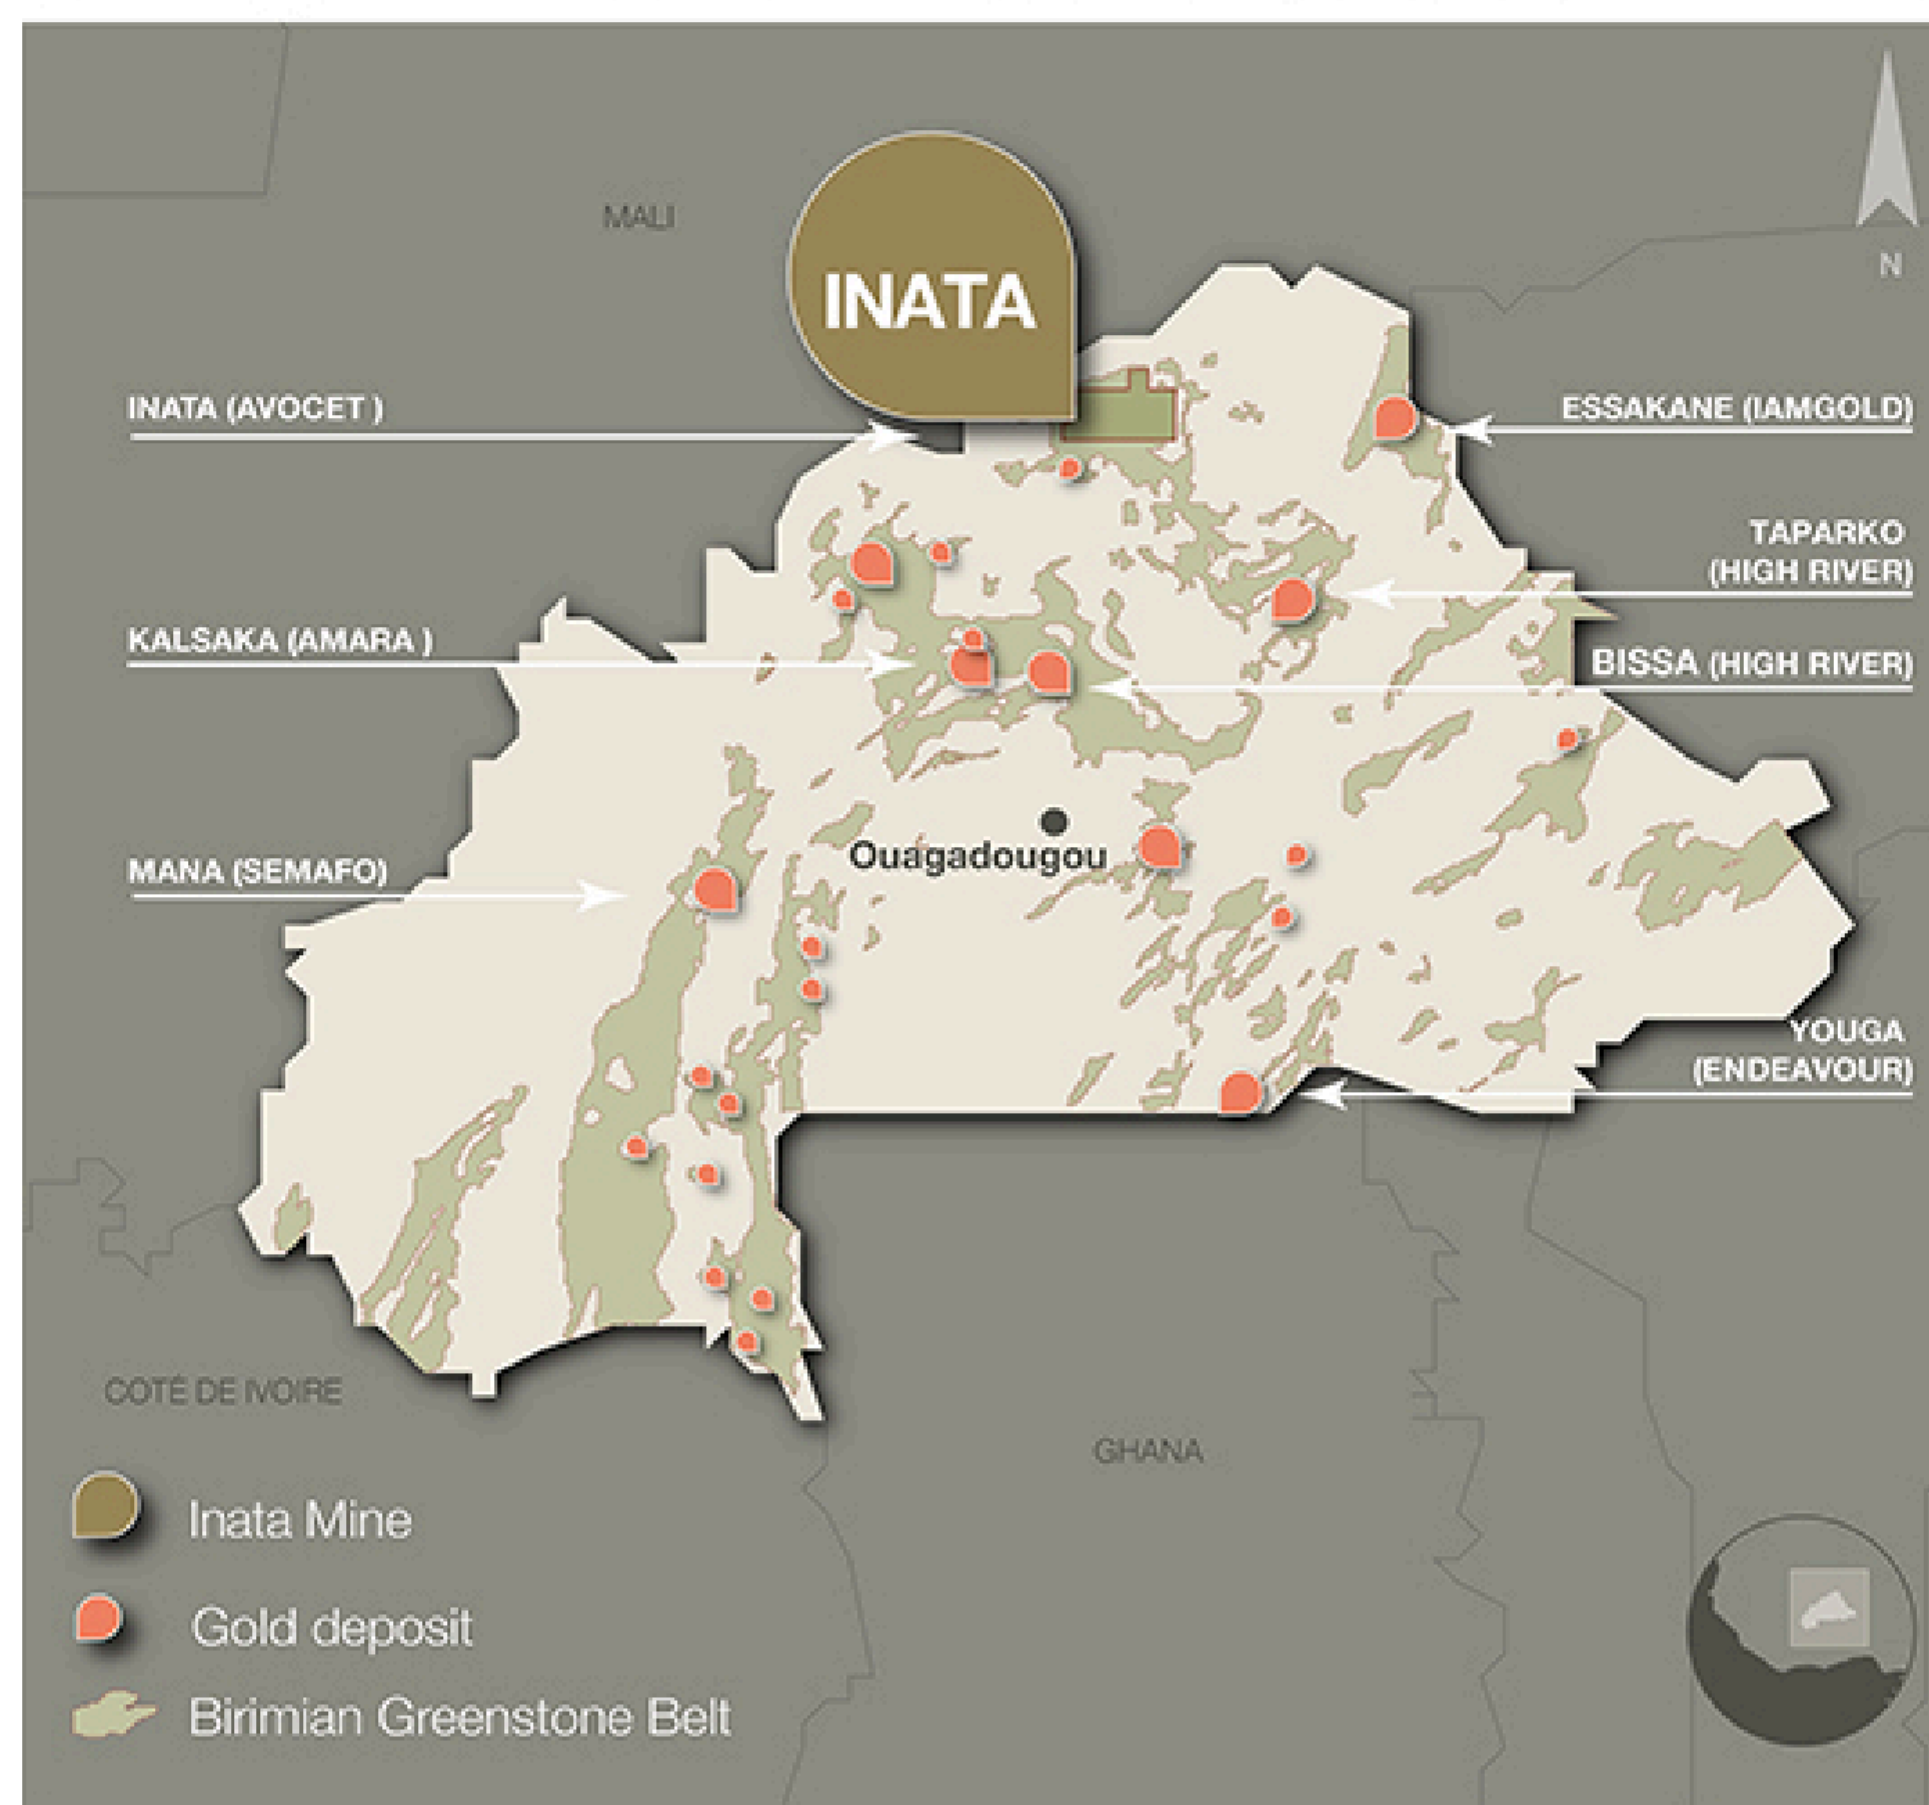 MALI
N
INATA
INATA (AVOCET )
ESSAKANE (IAMGOLD)
TAPARKO
(HIGH RIVER)
KALSAKA (AMARA )
BISSA (HIGH RIVER)
Ouagadougou
MANA (SEMAFO)
YOUGA
(ENDEAVOUR)
COTÉ DE IVOIRE
GHANA
Inata Mine
Gold deposit
Birimian Greenstone Belt